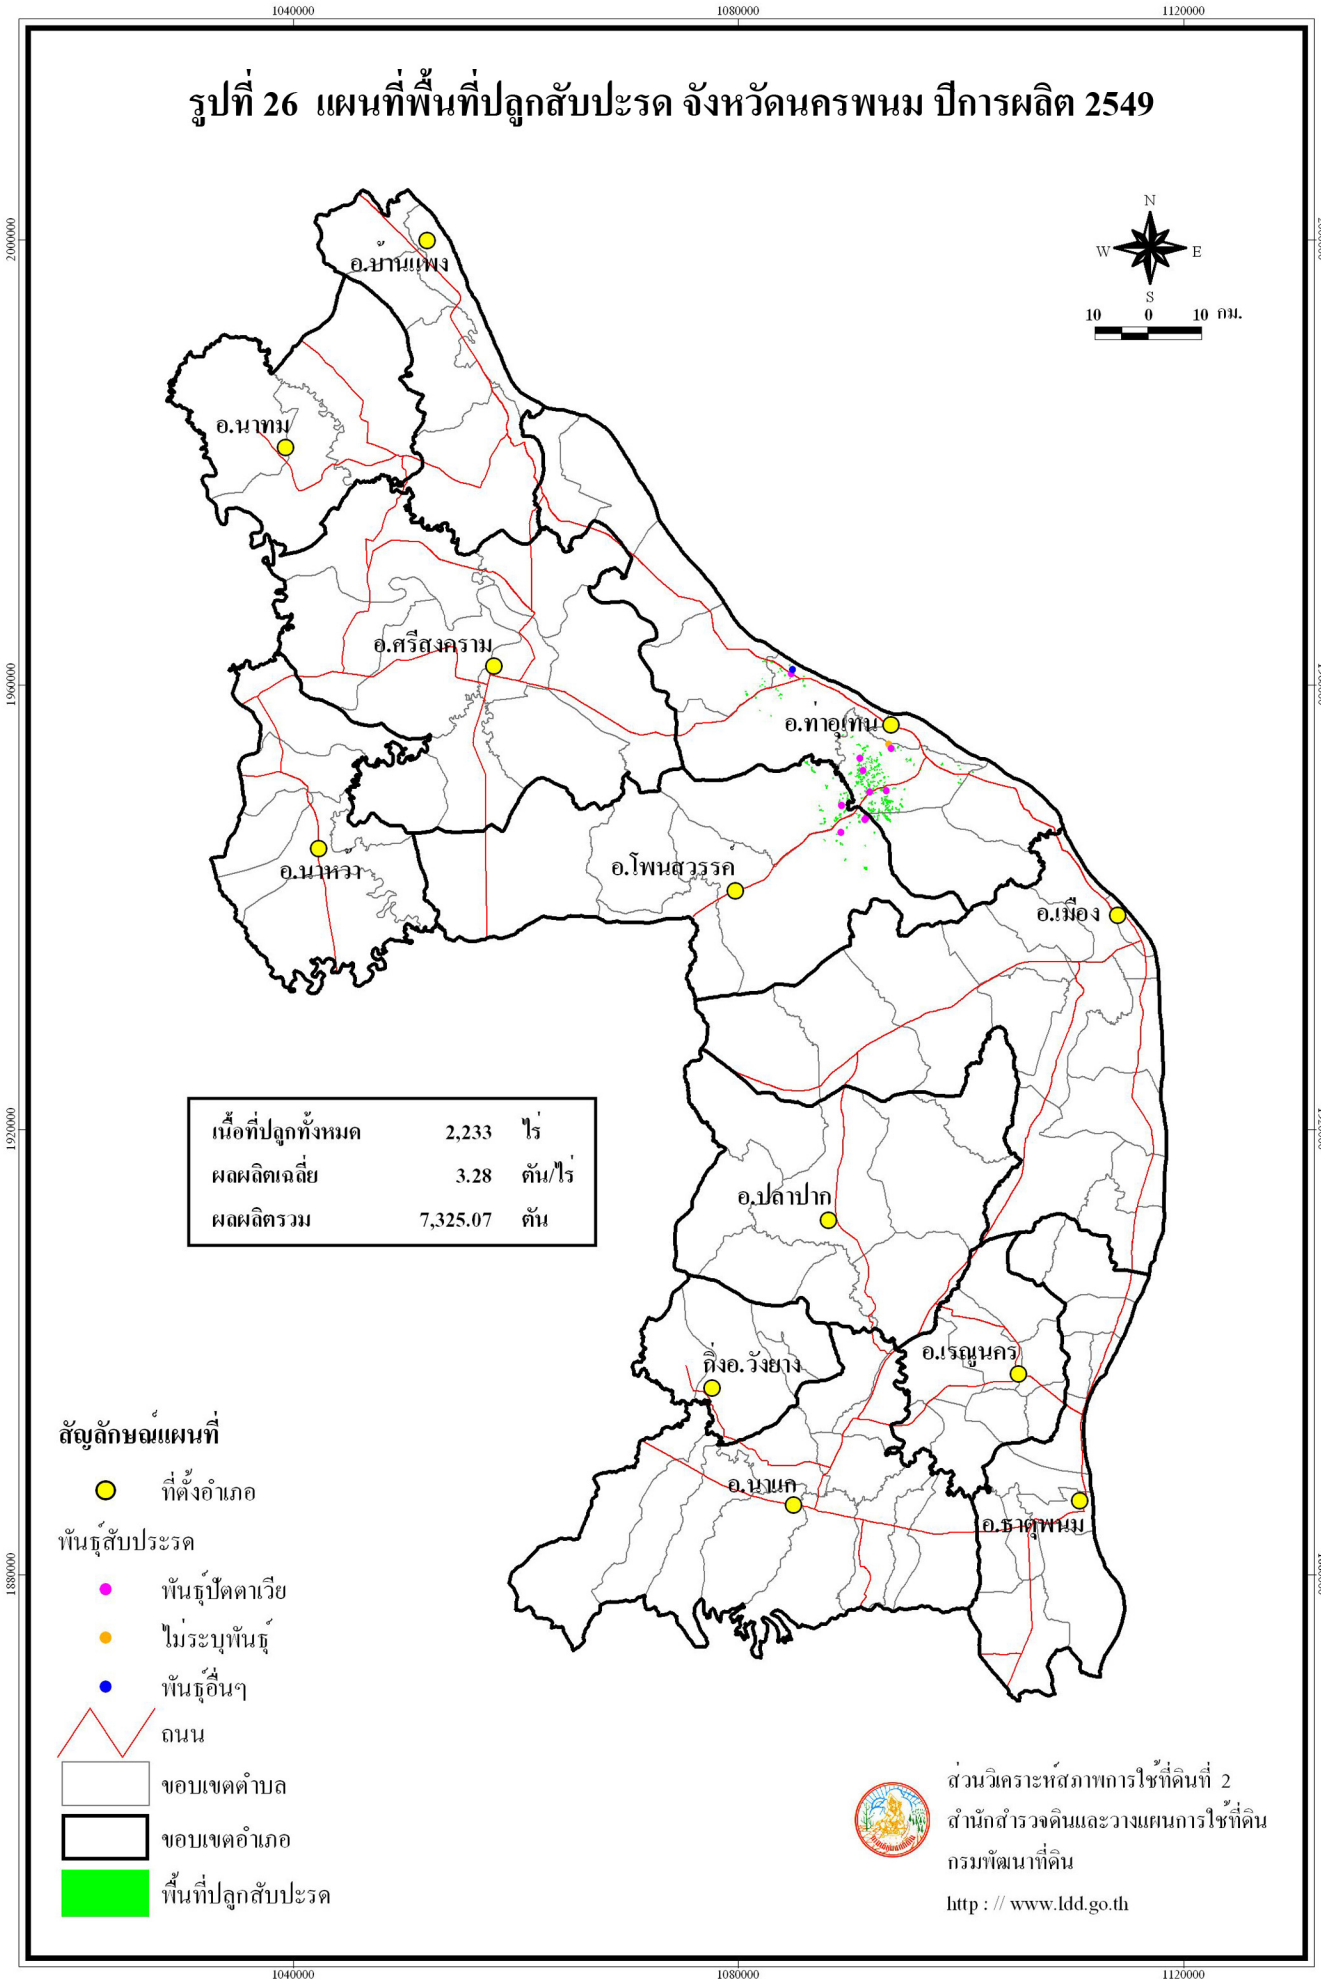 1040000 1080000 1120000
รูปที่ 26 แผนที่พื้นที่ปลูกสับปะรด จังหวัดนครพนม ปีการผลิต 2549
N
W E
S
10 0 10 กม.
2000000
2000000
อ.บ้านแพง
อ.นาทม
อ.ศรีสงคราม
1960000
1960000
อ.ท่าอุเทน
อ.นาหว้า
อ.โพนสวรรค์
อ.เมือง
1920000
1920000
เนื้อที่ปลูกทั้งหมด 2,233 ไร่
ผลผลิตเฉลี่ย 3.28 ตัน/ไร่
ผลผลิตรวม 7,325.07 ตัน
อ.ปลาปาก
กิ่งอ.วังยาง
อ.เรณูนคร
อ.นาแก
อ.ธาตุพนม
1880000
1880000
สัญลักษณ์แผนที่
ที่ตั้งอำเภอ
พันธุ์สับประรด
พันธุ์ปัตตาเวีย
ไม่ระบุพันธุ์
พันธุ์อื่นๆ
ถนน
ขอบเขตตำบล
ขอบเขตอำเภอ
พื้นที่ปลูกสับปะรด
ส่วนวิเคราะห์สภาพการใช้ที่ดินที่ 2
สำนักสำรวจดินและวางแผนการใช้ที่ดิน
กรมพัฒนาที่ดิน
http : // www.ldd.go.th
1040000 1080000 1120000